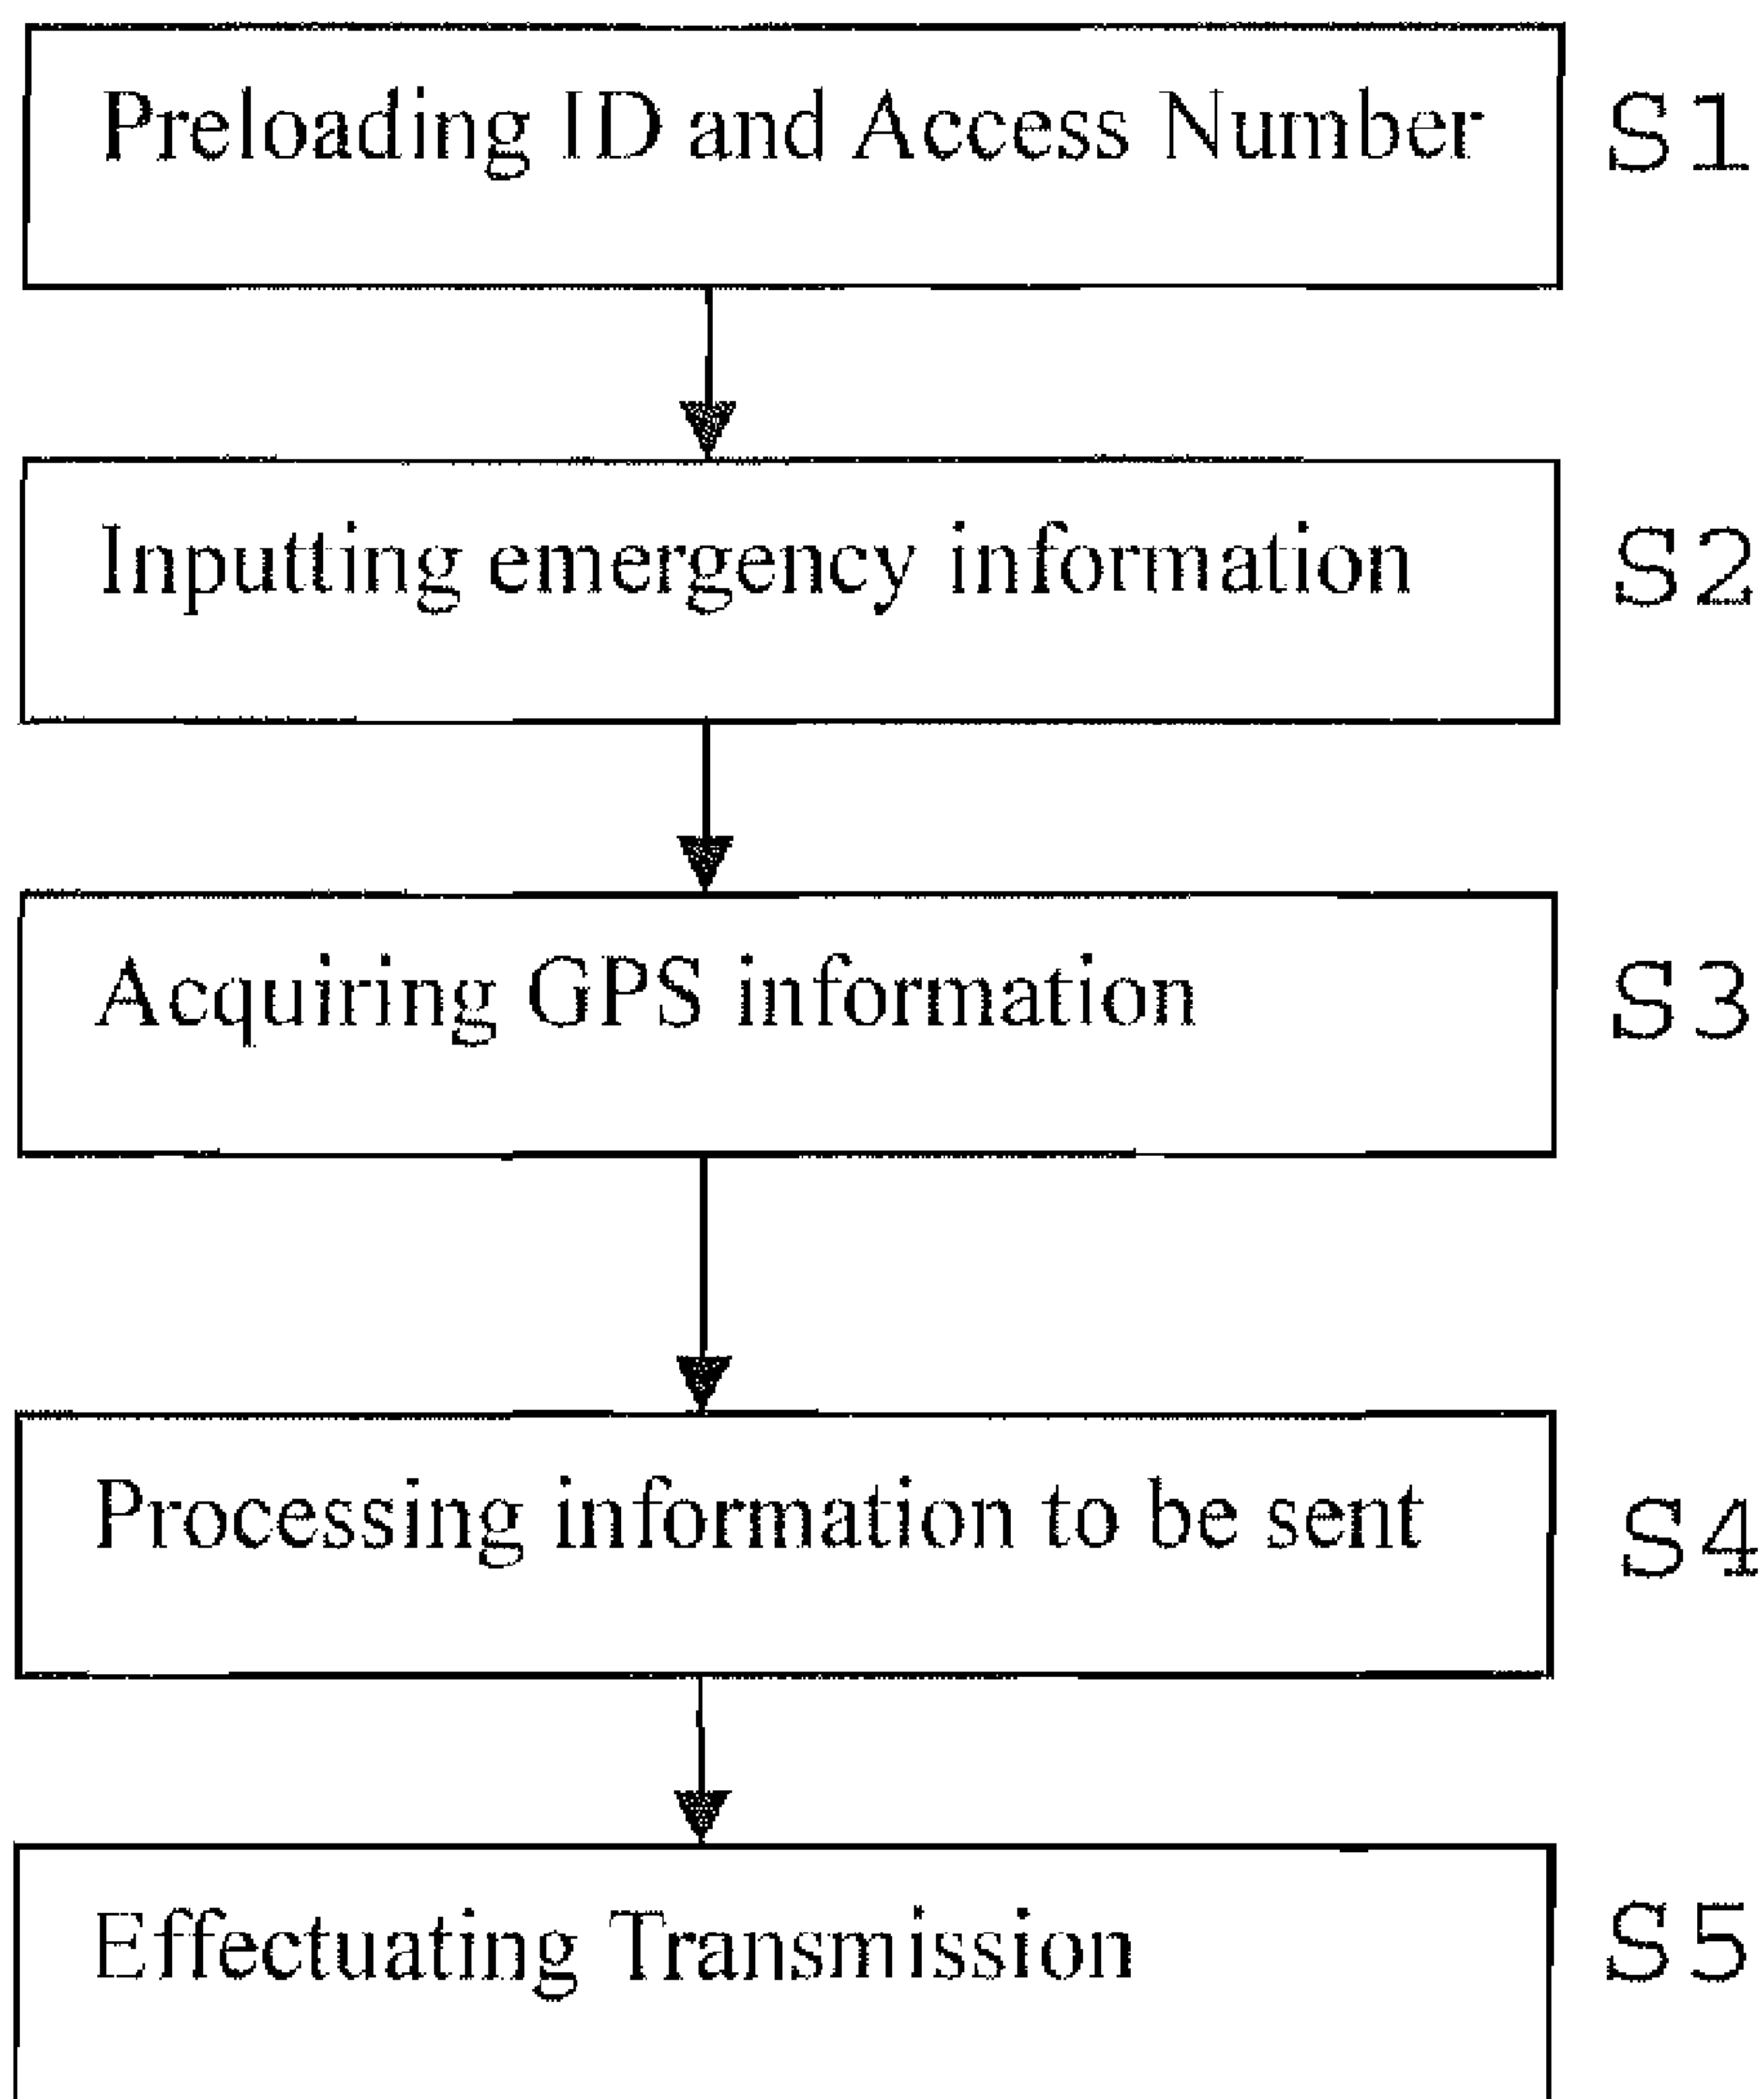 Preloading ID and Access Number S1
Inputting emergency information S2
Acquiring GPS information S3
Processing information to be sent S4
Effectuating Transmission S5